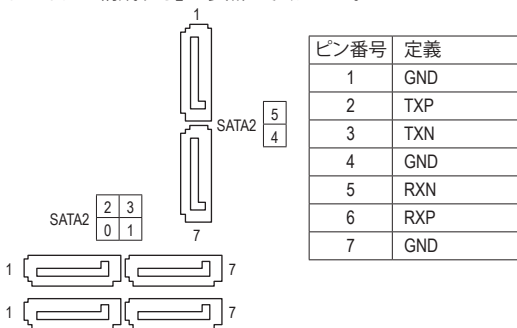 1
SATA2
5
4
SATA2
2 3
0 1
7
1 7
1 7
ピン番号 定義
1 GND
2 TXP
3 TXN
4 GND
5 RXN
6 RXP
7 GND